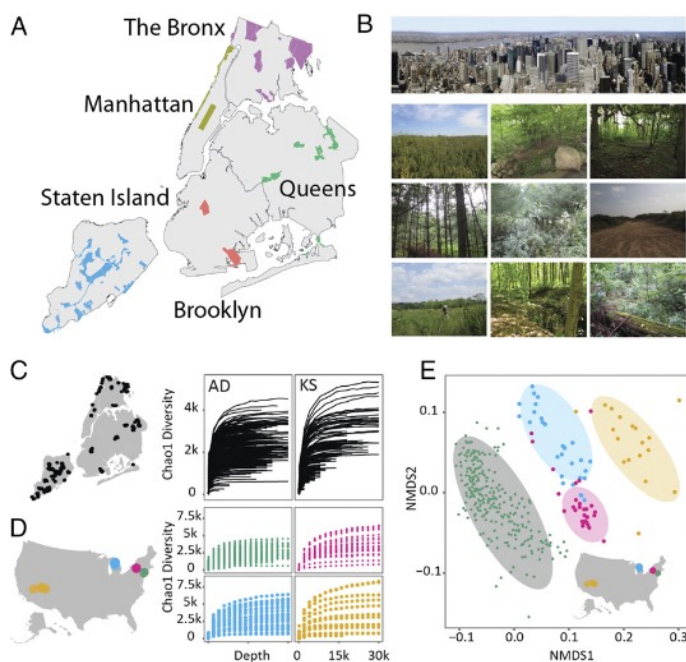 A
The Bronx
Manhattan
Staten Island
Queens
Brooklyn
B
C
AD
KS
Chao1 Diversity
4k
2k
0
D
Chao1 Diversity
7.5k
5k
2.5k
0
7.5k
5k
2.5k
0
Depth
0
15k
30k
E
NMDS2
0.1
0.0
−0.1
−0.1
0.0
0.1
0.2
0.3
NMDS1